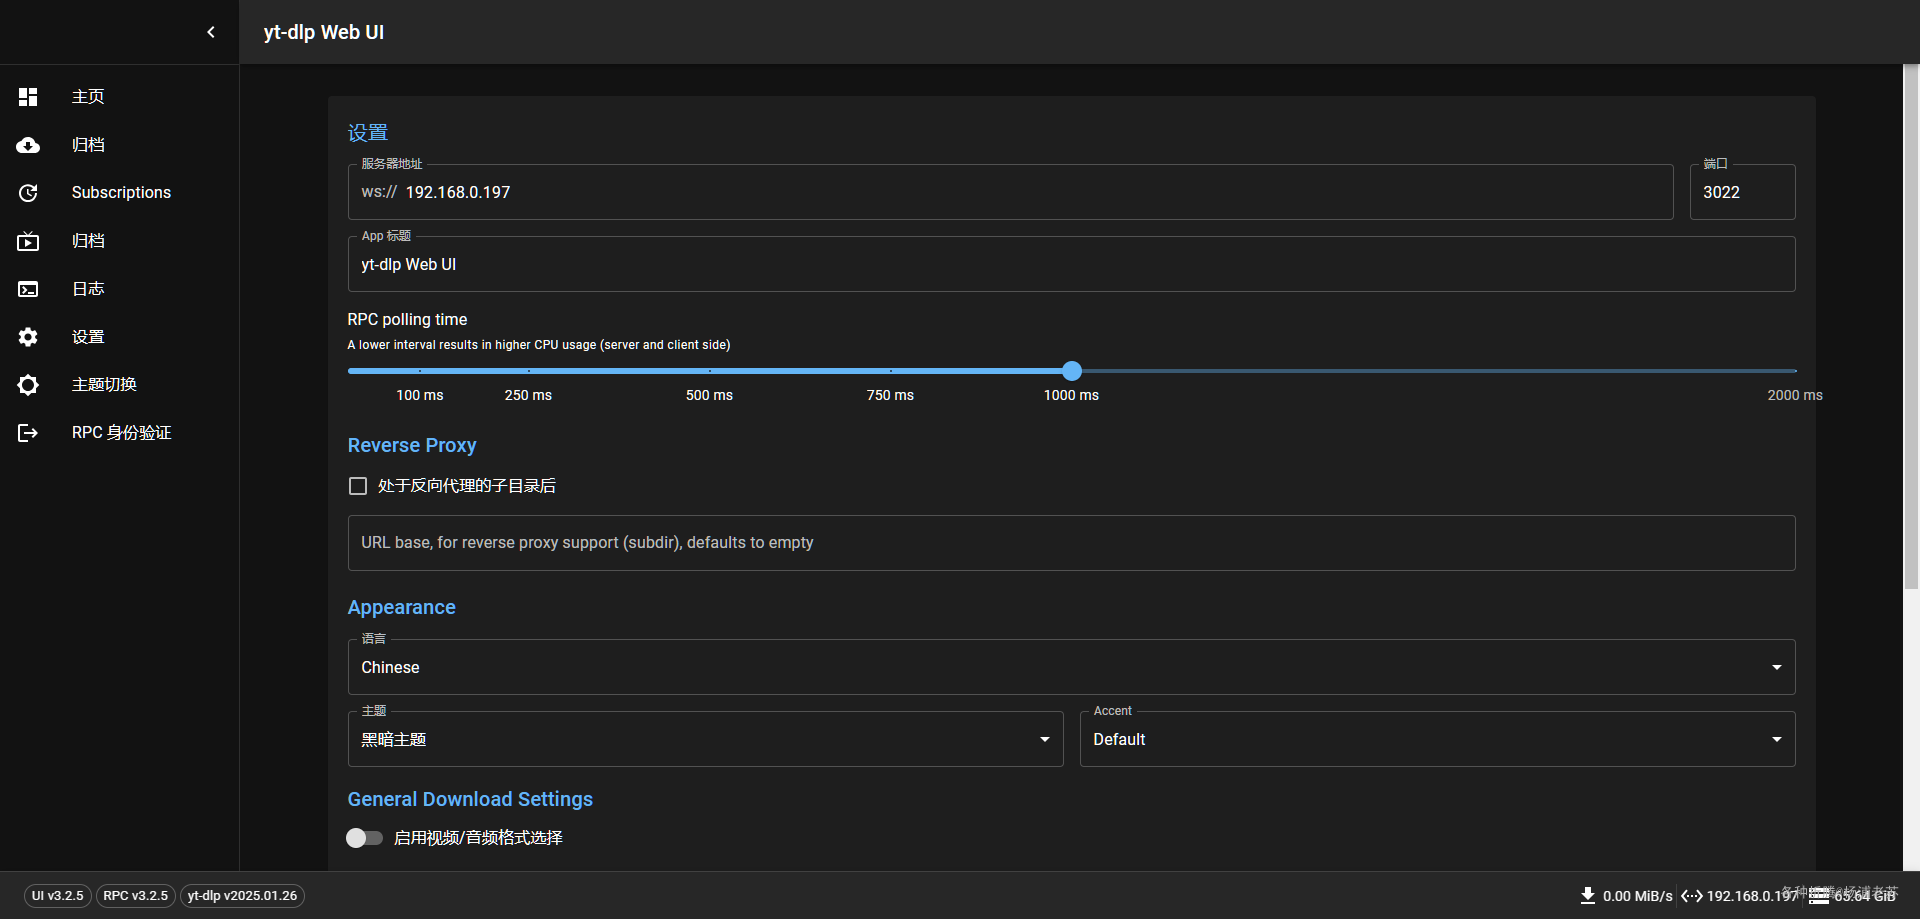 yt-dlp Web UI
主页
归档
Subscriptions
归档
日志
设置
主题切换
RPC 身份验证
设置
服务器地址
ws:// 192.168.0.197
端口
3022
App 标题
yt-dlp Web UI
RPC polling time
A lower interval results in higher CPU usage (server and client side)
100 ms 250 ms 500 ms 750 ms 1000 ms 2000 ms
Reverse Proxy
处于反向代理的子目录后
URL base, for reverse proxy support (subdir), defaults to empty
Appearance
语言
Chinese
主题
黑暗主题
Accent
Default
General Download Settings
启用视频/音频格式选择
UI v3.2.5 RPC v3.2.5 yt-dlp v2025.01.26
0.00 MiB/s 192.168.0.197 65.64 GiB